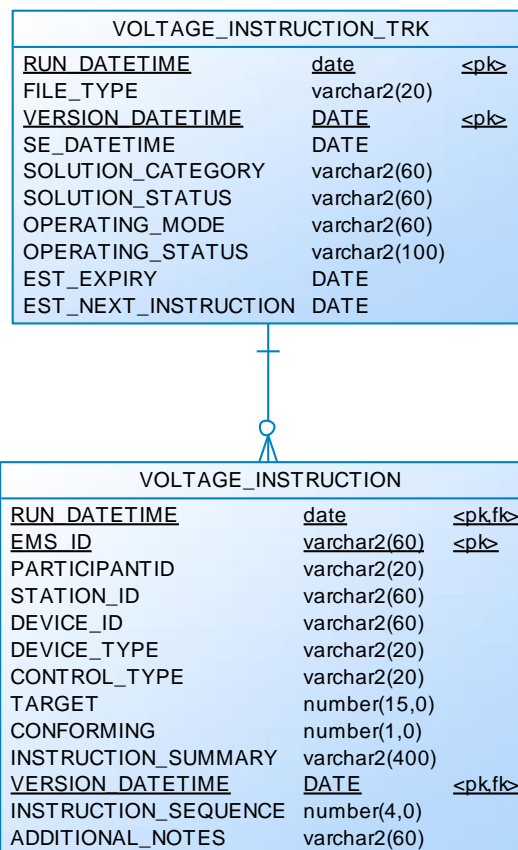 VOLTAGE_INSTRUCTION_TRK
RUN_DATETIME date <pk>
FILE_TYPE varchar2(20)
VERSION_DATETIME DATE <pk>
SE_DATETIME DATE
SOLUTION_CATEGORY varchar2(60)
SOLUTION_STATUS varchar2(60)
OPERATING_MODE varchar2(60)
OPERATING_STATUS varchar2(100)
EST_EXPIRY DATE
EST_NEXT_INSTRUCTION DATE
VOLTAGE_INSTRUCTION
RUN_DATETIME date <pk,fk>
EMS_ID varchar2(60) <pk>
PARTICIPANTID varchar2(20)
STATION_ID varchar2(60)
DEVICE_ID varchar2(60)
DEVICE_TYPE varchar2(20)
CONTROL_TYPE varchar2(20)
TARGET number(15,0)
CONFORMING number(1,0)
INSTRUCTION_SUMMARY varchar2(400)
VERSION_DATETIME DATE <pk,fk>
INSTRUCTION_SEQUENCE number(4,0)
ADDITIONAL_NOTES varchar2(60)